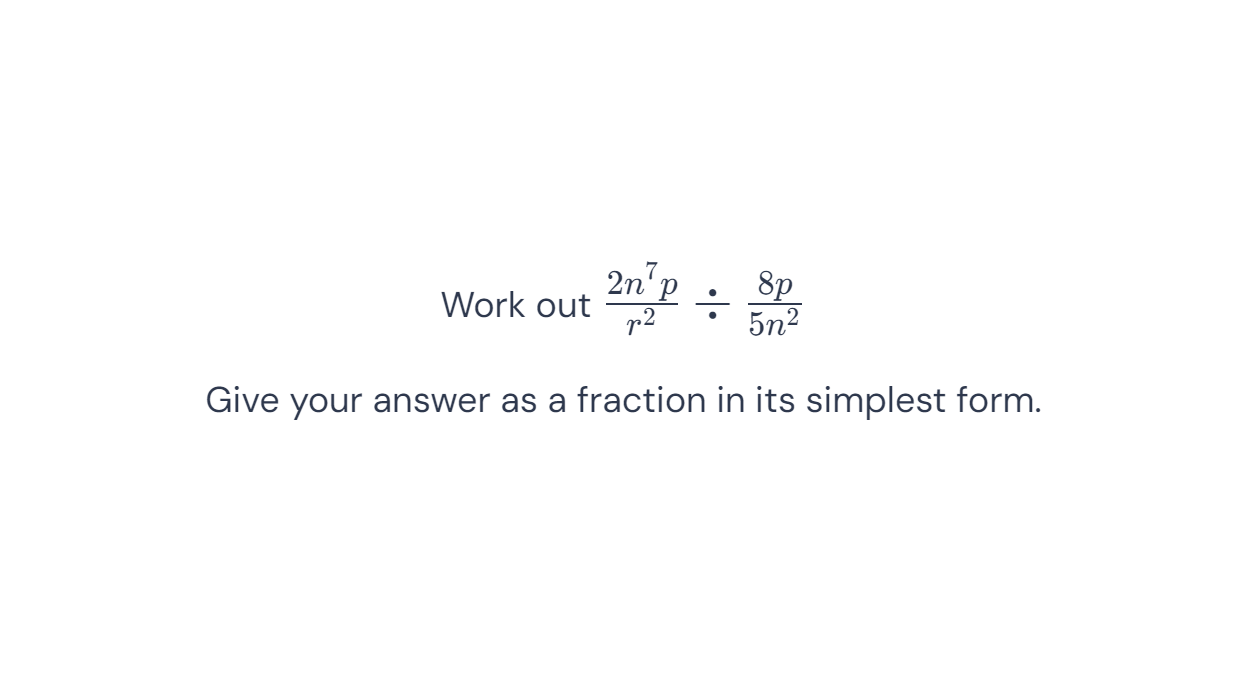 Work out $\frac{2n^7p}{r^2} \div \frac{8p}{5n^2}$
Give your answer as a fraction in its simplest form.